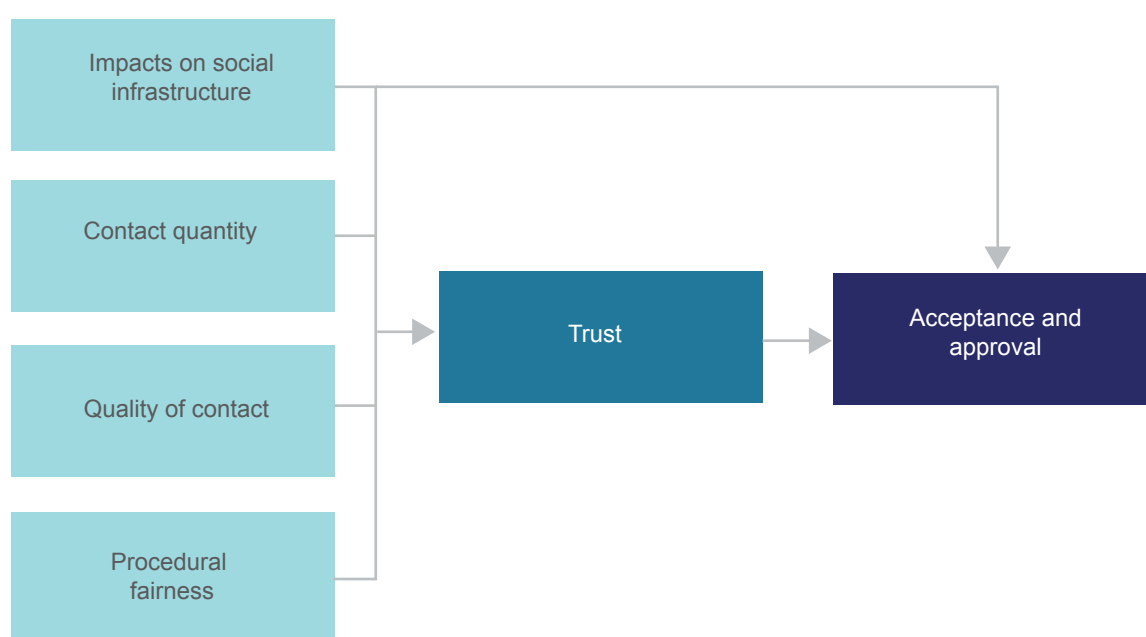 Impacts on social
infrastructure
Contact quantity
Quality of contact
Procedural
fairness
Trust
Acceptance and
approval